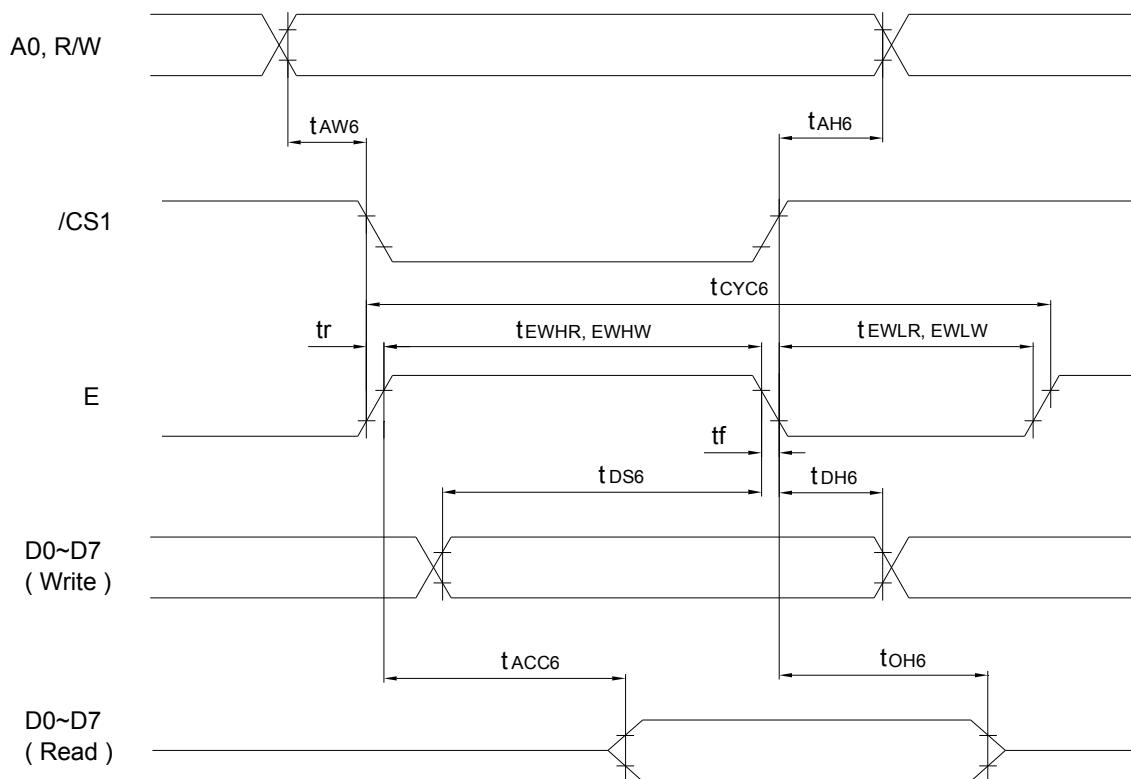 A0, R/W
tAW6
tAH6
/CS1
tCYC6
tr
tEWHR, EWHW
tEWLR, EWLW
E
tf
tDS6
tDH6
D0~D7
( Write )
tACC6
tOH6
D0~D7
( Read )